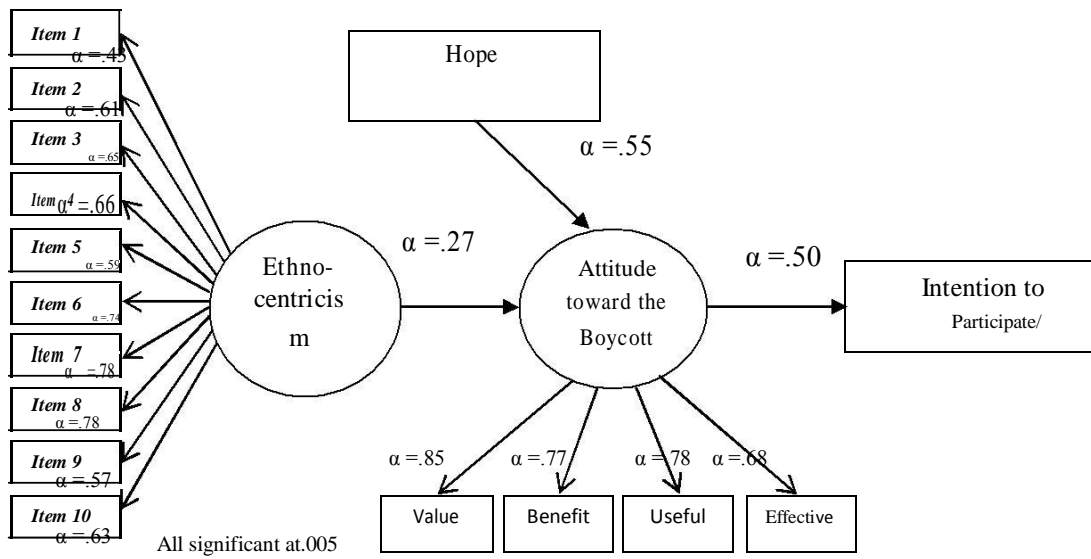 Item 1
α =.43
Item 2
α =.61
Item 3
α =.65
Item 4
α =.66
Item 5
α =.59
Item 6
α =.74
Item 7
α =.78
Item 8
α =.78
Item 9
α =.57
Item 10
α =.63
Hope
α =.55
Ethno-
centricis
m
α =.27
Attitude
toward the
Boycott
α =.50
Intention to
Participate/
α =.85
α =.77
α =.78
α =.68
Value
Benefit
Useful
Effective
All significant at.005